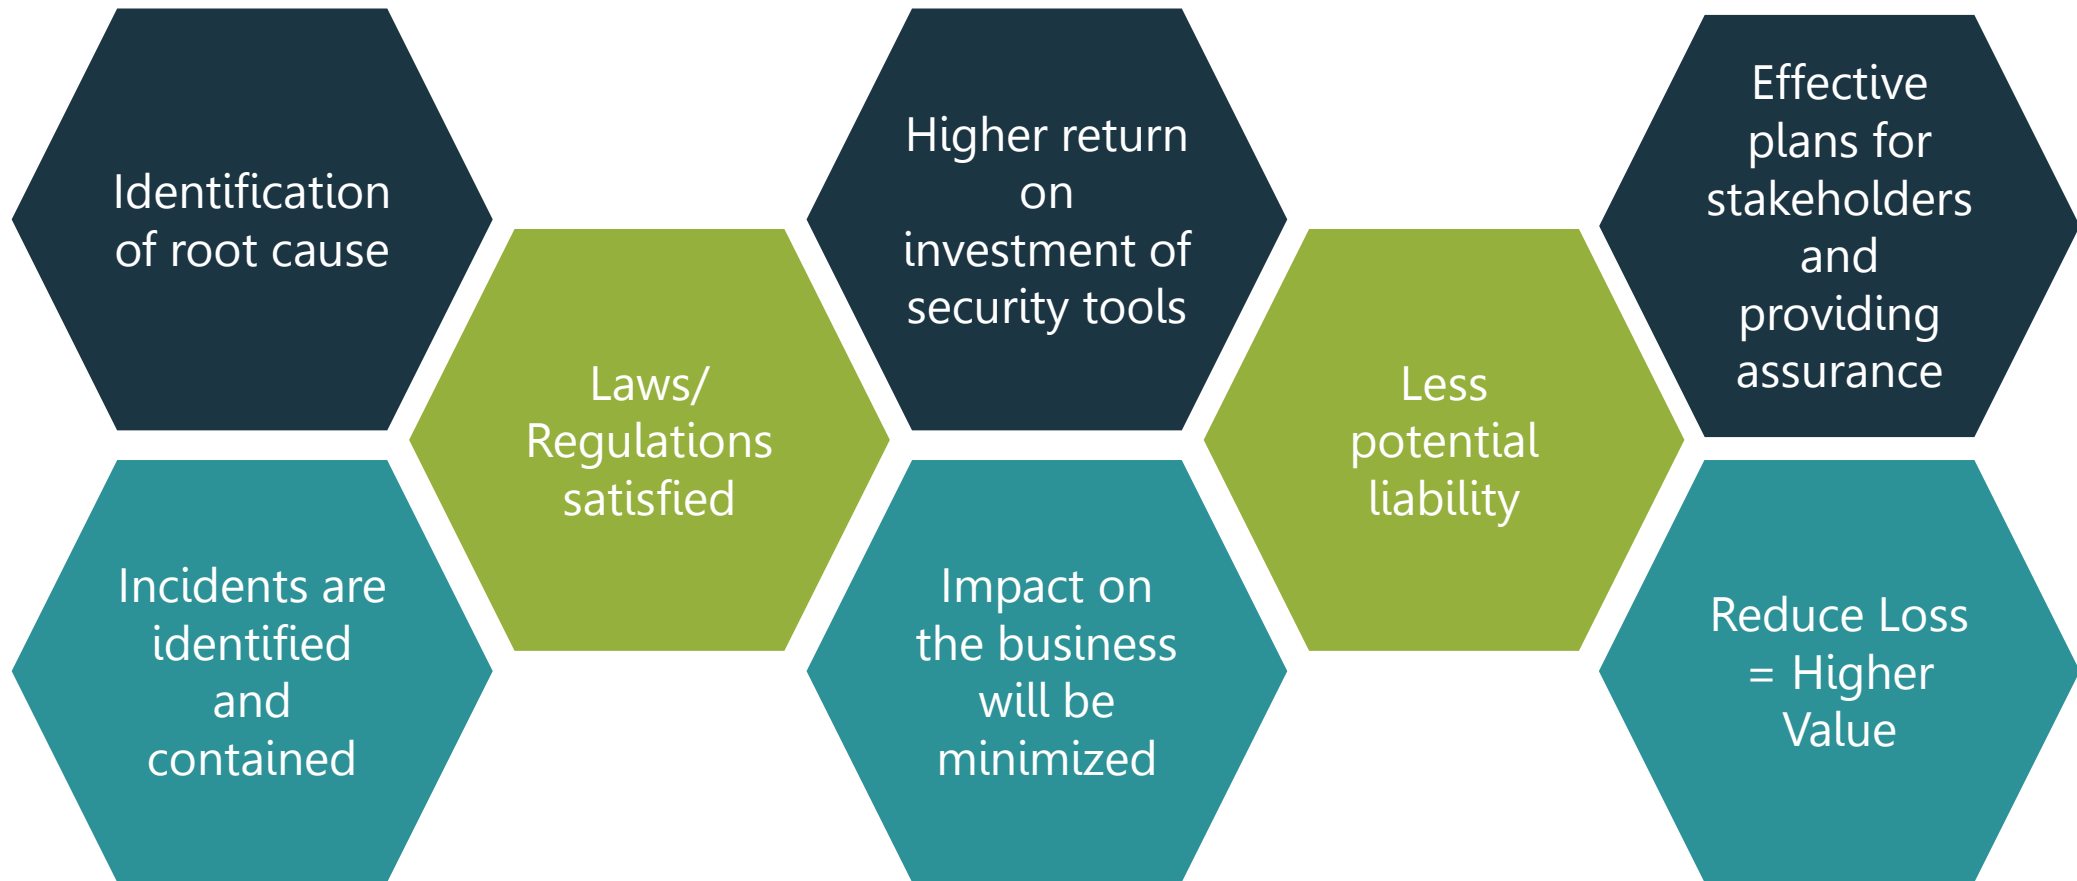 Identification
of root cause
Higher return
on
investment of
security tools
Effective
plans for
stakeholders
and
providing
assurance
Laws/
Regulations
satisfied
Less
potential
liability
Incidents are
identified
and
contained
Impact on
the business
will be
minimized
Reduce Loss
= Higher
Value